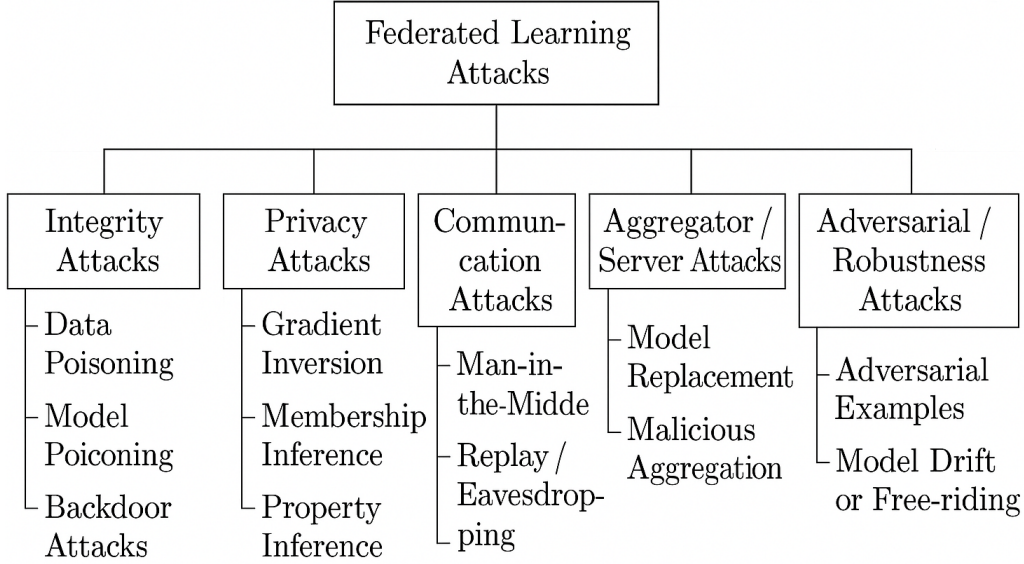 Federated Learning
Attacks
Integrity
Attacks
Data
Poisoning
Model
Poiconing
Backdoor
Attacks
Privacy
Attacks
Gradient
Inversion
Membership
Inference
Property
Inference
Commun-
cation
Attacks
Man-in-
the-Midde
Replay /
Eavesdrop-
ping
Aggregator /
Server Attacks
Model
Replacement
Malicious
Aggregation
Adversarial /
Robustness
Attacks
Adversarial
Examples
Model Drift
or Free-riding